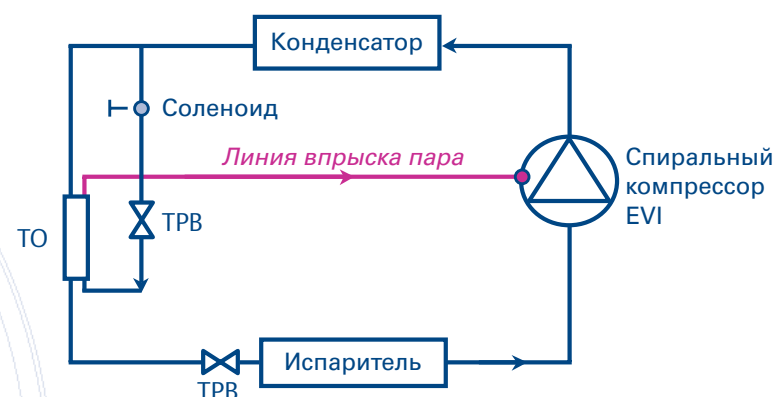 Конденсатор
Соленоид
Линия впрыска пара
Спиральный
компрессор
EVI
ТРВ
ТО
Испаритель
ТРВ